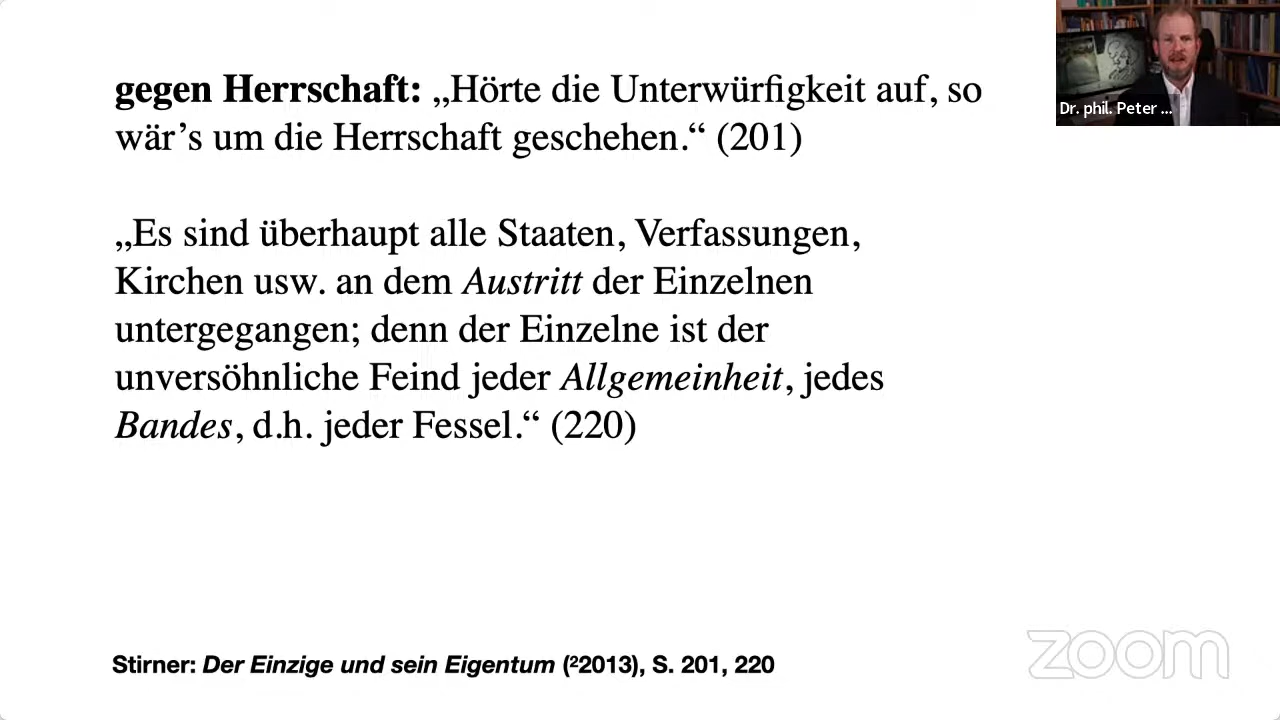 gegen Herrschaft: „Hörte die Unterwürfigkeit auf, so
wär’s um die Herrschaft geschehen.“ (201)
„Es sind überhaupt alle Staaten, Verfassungen,
Kirchen usw. an dem Austritt der Einzelnen
untergegangen; denn der Einzelne ist der
unversöhnliche Feind jeder Allgemeinheit, jedes
Bandes, d.h. jeder Fessel.“ (220)
Stirner: Der Einzige und sein Eigentum (²2013), S. 201, 220
Dr. phil. Peter ...
zoom